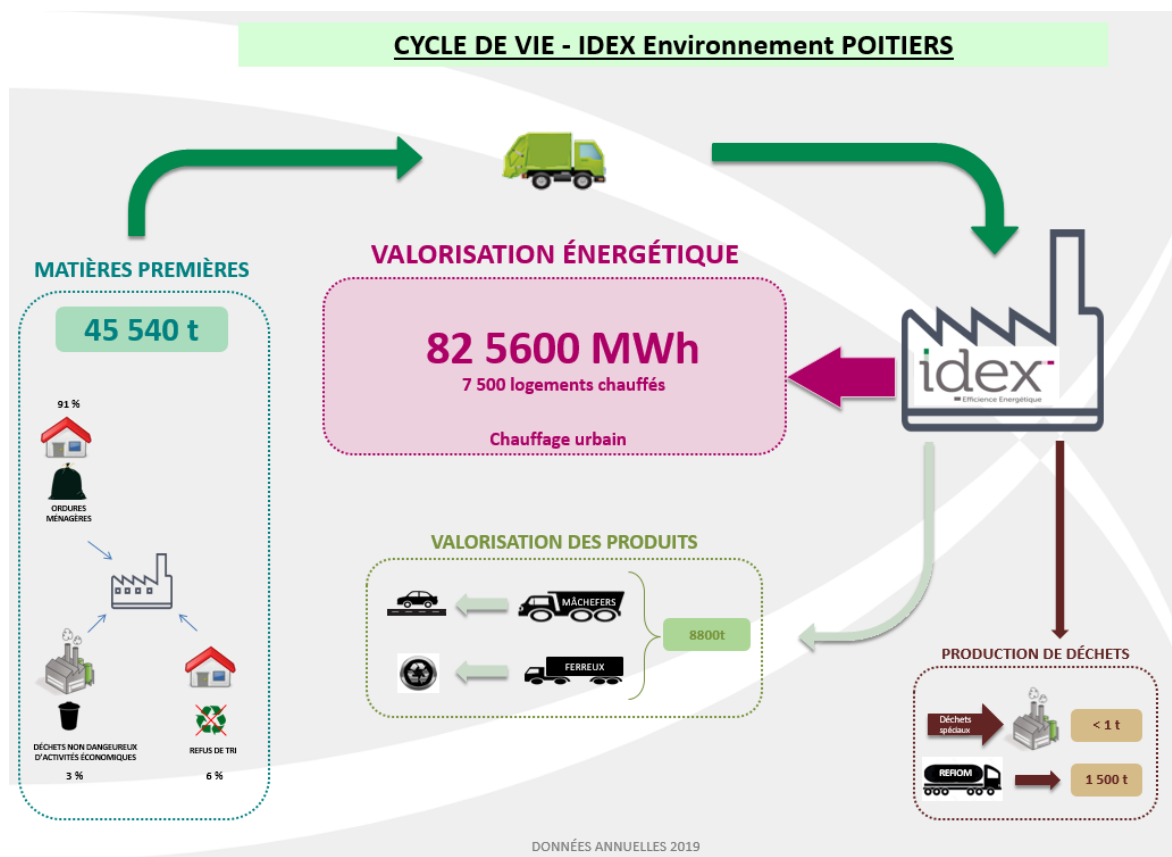 CYCLE DE VIE - IDEX Environnement POITIERS
MATIÈRES PREMIÈRES
45 540 t
91 %
ORDURES
MÉNAGÈRES
DÉCHETS NON DANGEUREUX
D'ACTIVITÉS ÉCONOMIQUES
3 %
REFUS DE TRI
6 %
VALORISATION ÉNERGÉTIQUE
82 5600 MWh
7 500 logements chauffés
Chauffage urbain
idex
Efficience Energétique
VALORISATION DES PRODUITS
MÂCHEFERS
FERREUX
8800t
PRODUCTION DE DÉCHETS
Déchets
spéciaux
< 1 t
REFIOM
1 500 t
DONNÉES ANNUELLES 2019